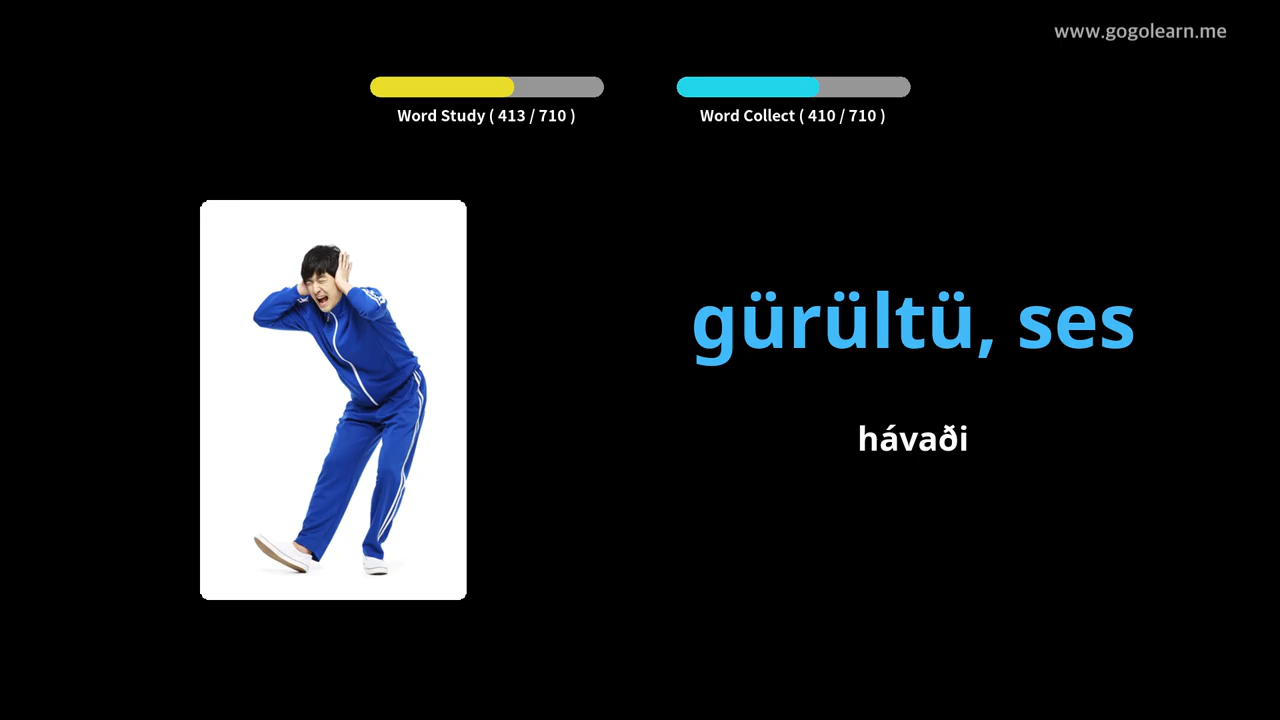 www.gogolearn.me
Word Study ( 413 / 710 )
Word Collect ( 410 / 710 )
gürültü, ses
hávaði